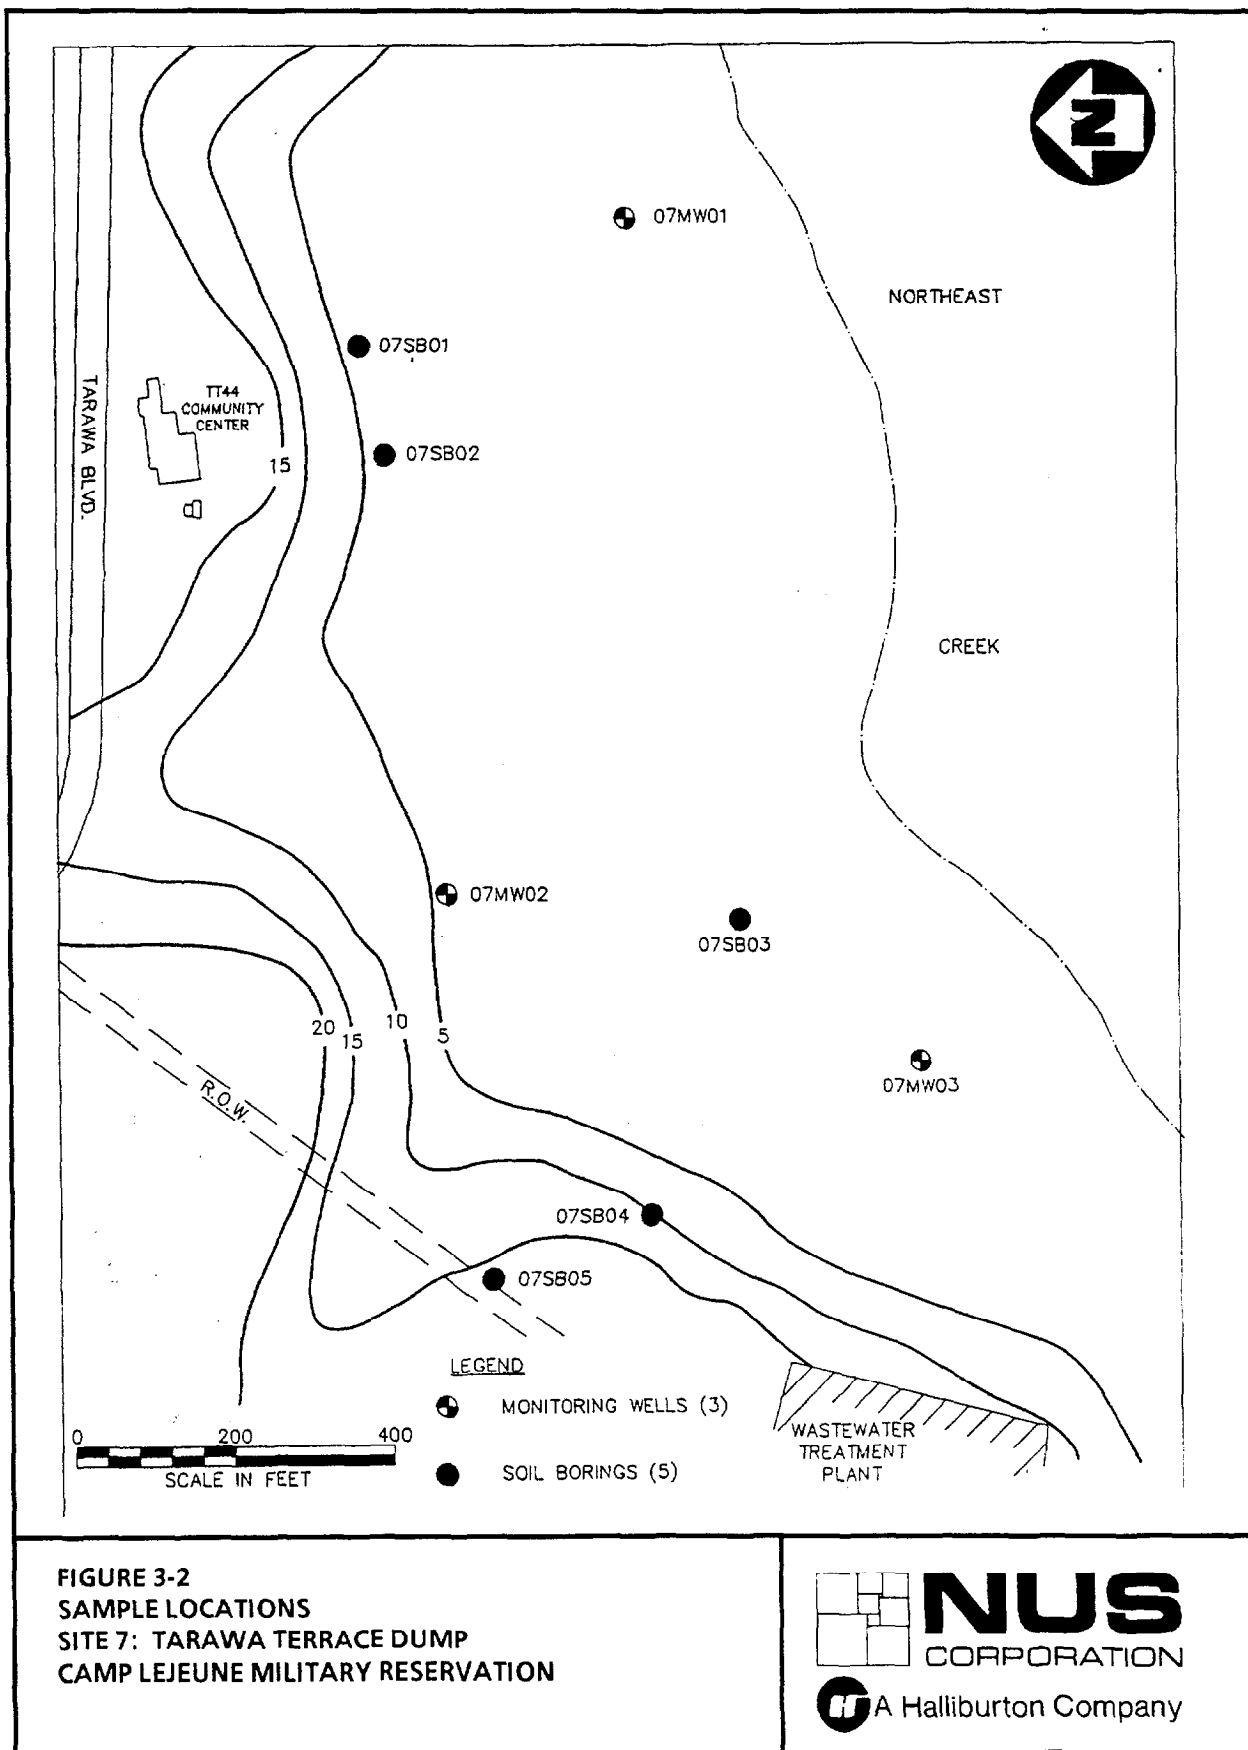 N
07MW01
NORTHEAST
07SB01
TT44
COMMUNITY
CENTER
TARAWA BLVD.
07SB02
15
CREEK
07MW02
07SB03
20
15
10
5
07MW03
R.O.W.
07SB04
07SB05
LEGEND
MONITORING WELLS (3)
SOIL BORINGS (5)
0 200 400
SCALE IN FEET
WASTEWATER
TREATMENT
PLANT
FIGURE 3-2
SAMPLE LOCATIONS
SITE 7: TARAWA TERRACE DUMP
CAMP LEJEUNE MILITARY RESERVATION
NUS
CORPORATION
H A Halliburton Company